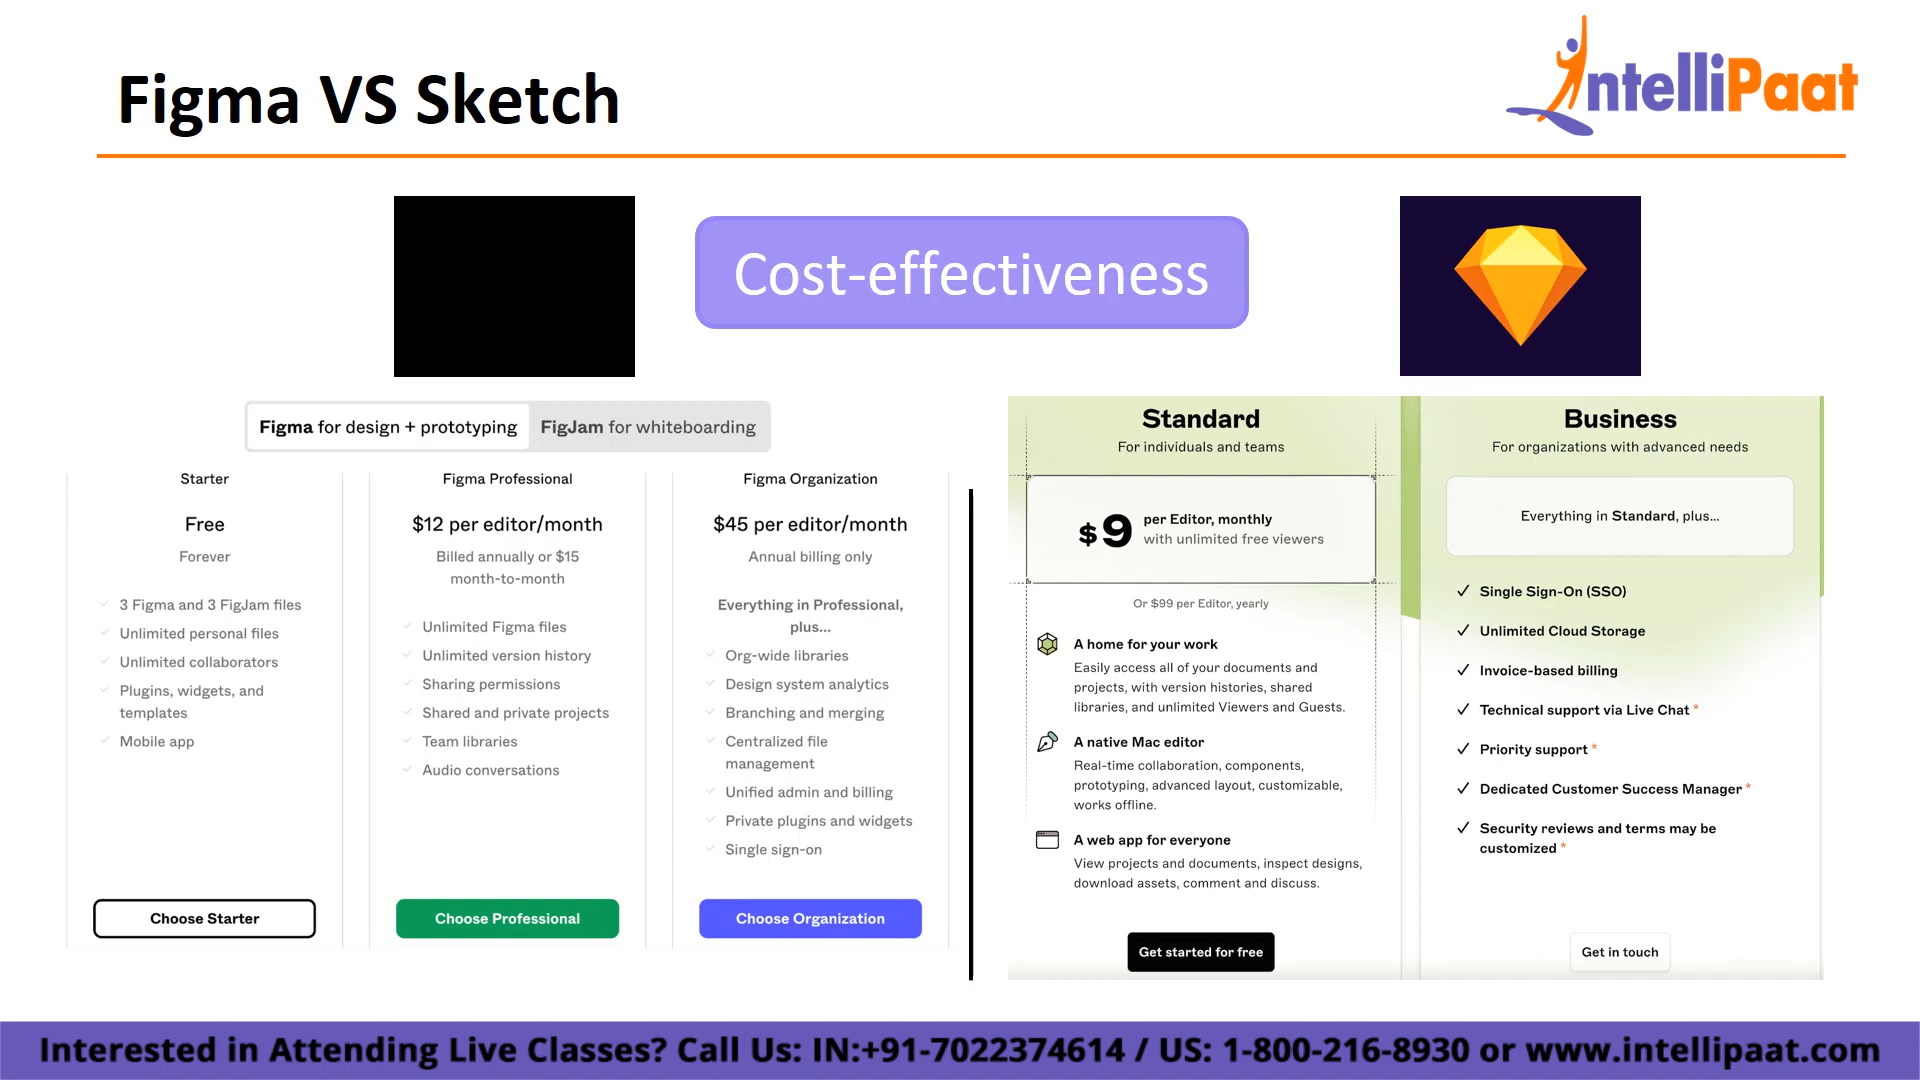 Figma VS Sketch
IntelliPaat
Cost-effectiveness
Figma for design + prototyping
FigJam for whiteboarding
Starter
Free
Forever
3 Figma and 3 FigJam files
Unlimited personal files
Unlimited collaborators
Plugins, widgets, and
templates
Mobile app
Choose Starter
Figma Professional
$12 per editor/month
Billed annually or $15
month-to-month
Unlimited Figma files
Unlimited version history
Sharing permissions
Shared and private projects
Team libraries
Audio conversations
Choose Professional
Figma Organization
$45 per editor/month
Annual billing only
Everything in Professional,
plus...
Org-wide libraries
Design system analytics
Branching and merging
Centralized file
management
Unified admin and billing
Private plugins and widgets
Single sign-on
Choose Organization
Standard
For individuals and teams
$9 per Editor, monthly
with unlimited free viewers
Or $99 per Editor, yearly
A home for your work
Easily access all of your documents and
projects, with version histories, shared
libraries, and unlimited Viewers and Guests.
A native Mac editor
Real-time collaboration, components,
prototyping, advanced layout, customizable,
works offline.
A web app for everyone
View projects and documents, inspect designs,
download assets, comment and discuss.
Get started for free
Business
For organizations with advanced needs
Everything in Standard, plus...
Single Sign-On (SSO)
Unlimited Cloud Storage
Invoice-based billing
Technical support via Live Chat *
Priority support *
Dedicated Customer Success Manager *
Security reviews and terms may be
customized *
Get in touch
Interested in Attending Live Classes? Call Us: IN:+91-7022374614 / US: 1-800-216-8930 or www.intellipaat.com